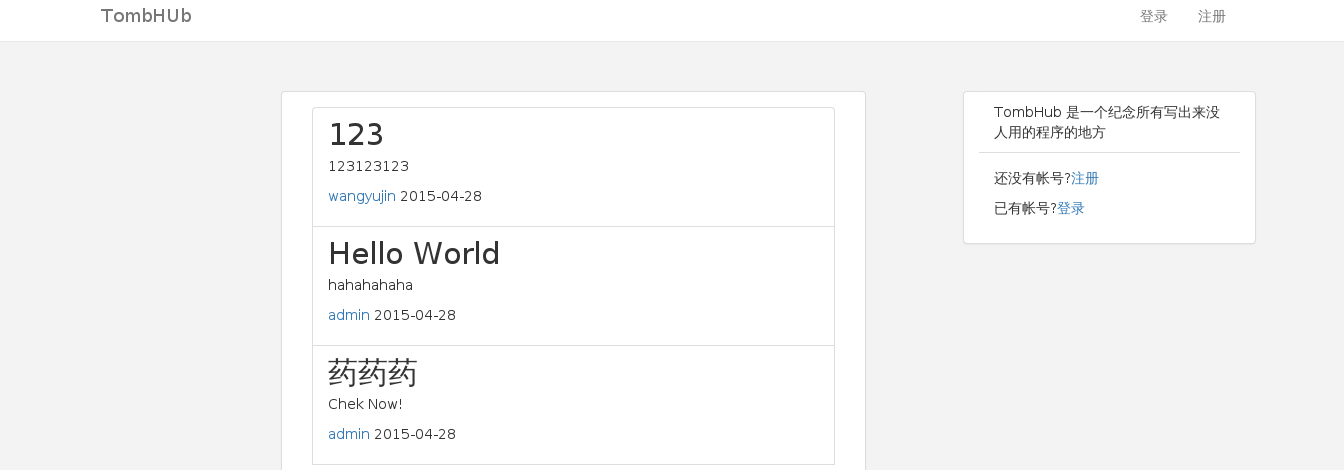 TombHUb
登录 注册
123
123123123
wangyujin 2015-04-28
Hello World
hahahahaha
admin 2015-04-28
药药药
Chek Now!
admin 2015-04-28
TombHub 是一个纪念所有写出来没
人用的程序的地方
还没有帐号?注册
已有帐号?登录